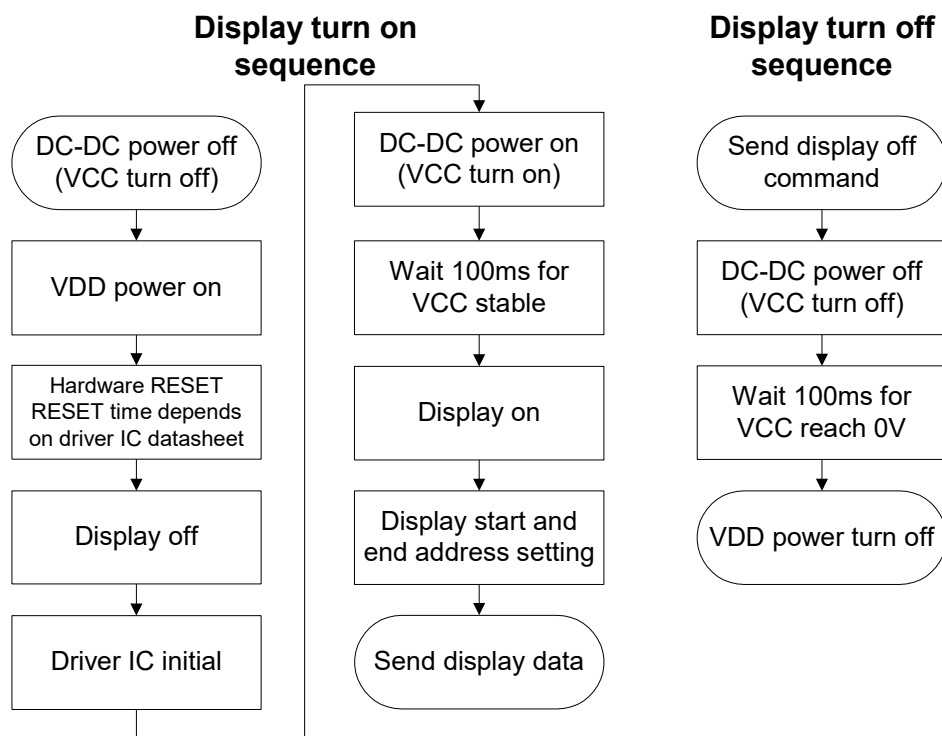 Display turn on
sequence
DC-DC power off
(VCC turn off)
VDD power on
Hardware RESET
RESET time depends
on driver IC datasheet
Display off
Driver IC initial
DC-DC power on
(VCC turn on)
Wait 100ms for
VCC stable
Display on
Display start and
end address setting
Send display data
Display turn off
sequence
Send display off
command
DC-DC power off
(VCC turn off)
Wait 100ms for
VCC reach 0V
VDD power turn off